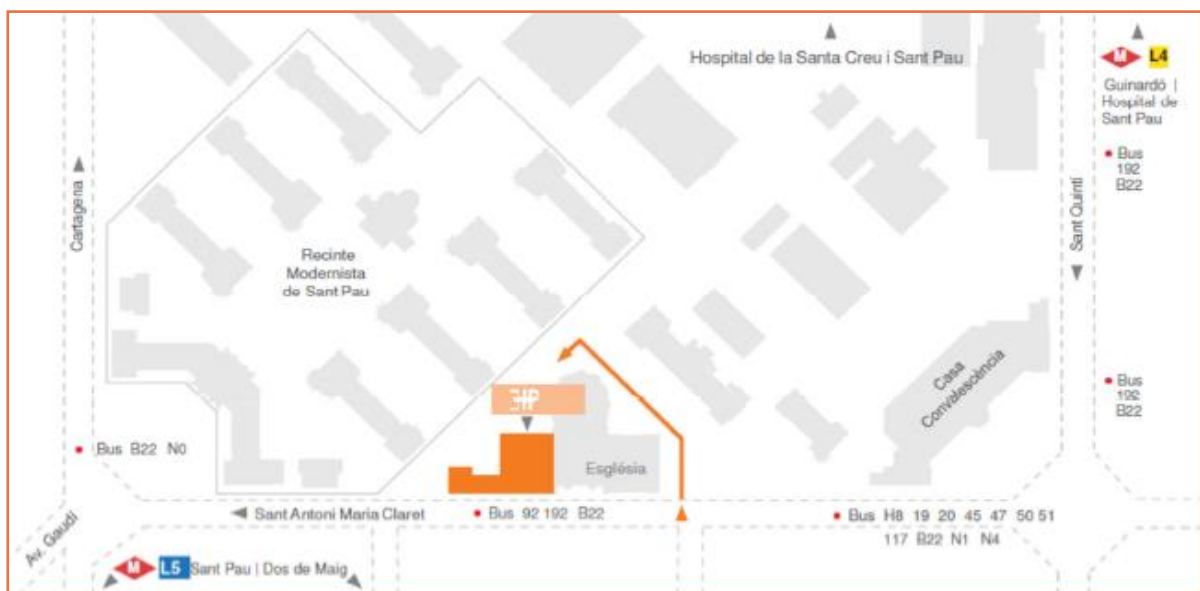 Hospital de la Santa Creu i Sant Pau
M L4
Guinardó |
Hospital de
Sant Pau
Bus
192
B22
Cartagena
Sant Quintí
Recinte
Modernista
de Sant Pau
Bus
192
B22
Casa
Convalescència
Bus B22 N0
Església
Sant Antoni Maria Claret
Bus 92 192 B22
Bus H8 19 20 45 47 50 51
117 B22 N1 N4
Av. Gaudí
M L5 Sant Pau | Dos de Maig